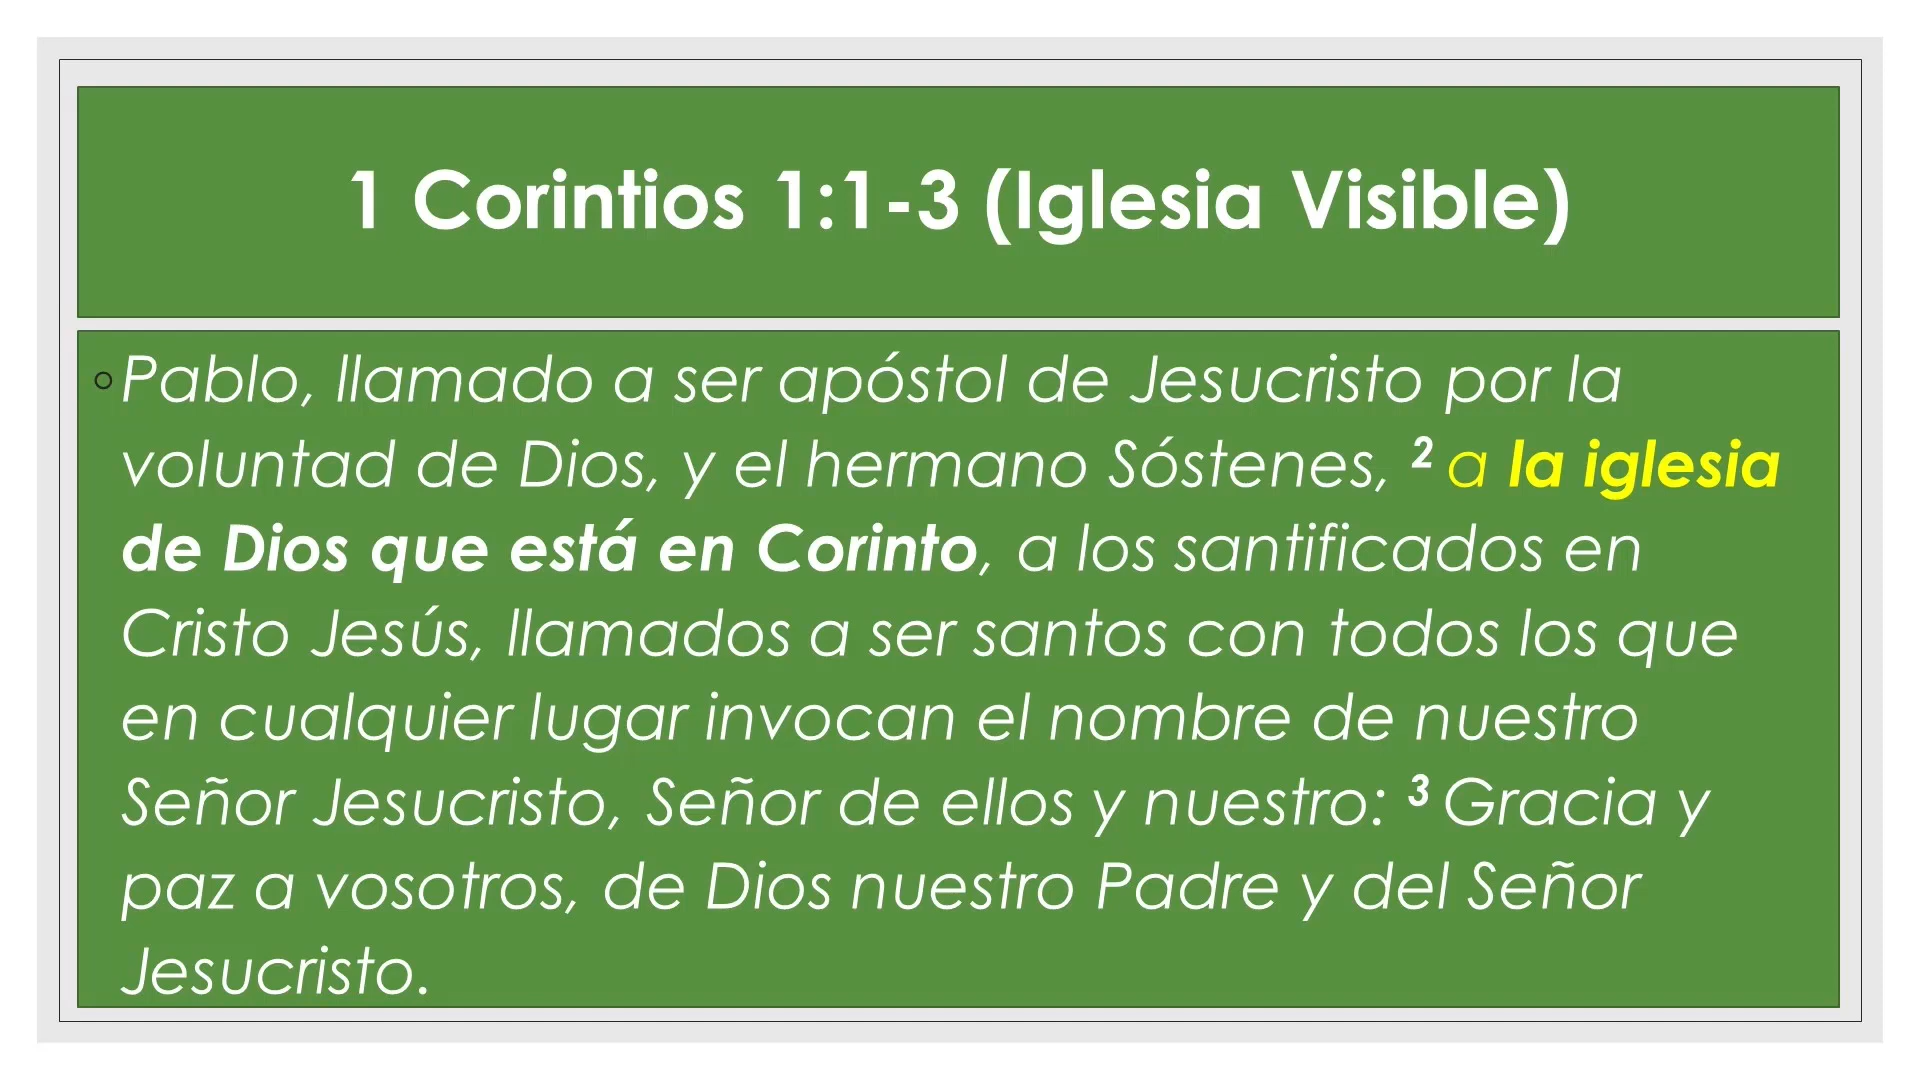 1 Corintios 1:1-3 (Iglesia Visible)
◦Pablo, llamado a ser apóstol de Jesucristo por la
voluntad de Dios, y el hermano Sóstenes, ² a la iglesia
de Dios que está en Corinto, a los santificados en
Cristo Jesús, llamados a ser santos con todos los que
en cualquier lugar invocan el nombre de nuestro
Señor Jesucristo, Señor de ellos y nuestro: ³ Gracia y
paz a vosotros, de Dios nuestro Padre y del Señor
Jesucristo.